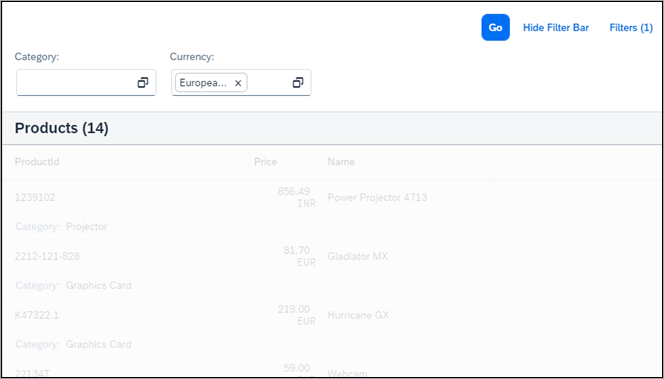 Go Hide Filter Bar Filters (1)
Category: Currency:
Europea...
Products (14)
ProductId Price Name
1239102 856.49 INR Power Projector 4713
Category: Projector
2212-121-828 81.70 EUR Gladiator MX
Category: Graphics Card
K47322.1 219.00 EUR Hurricane GX
Category: Graphics Card
22134T 59.00 Webcam